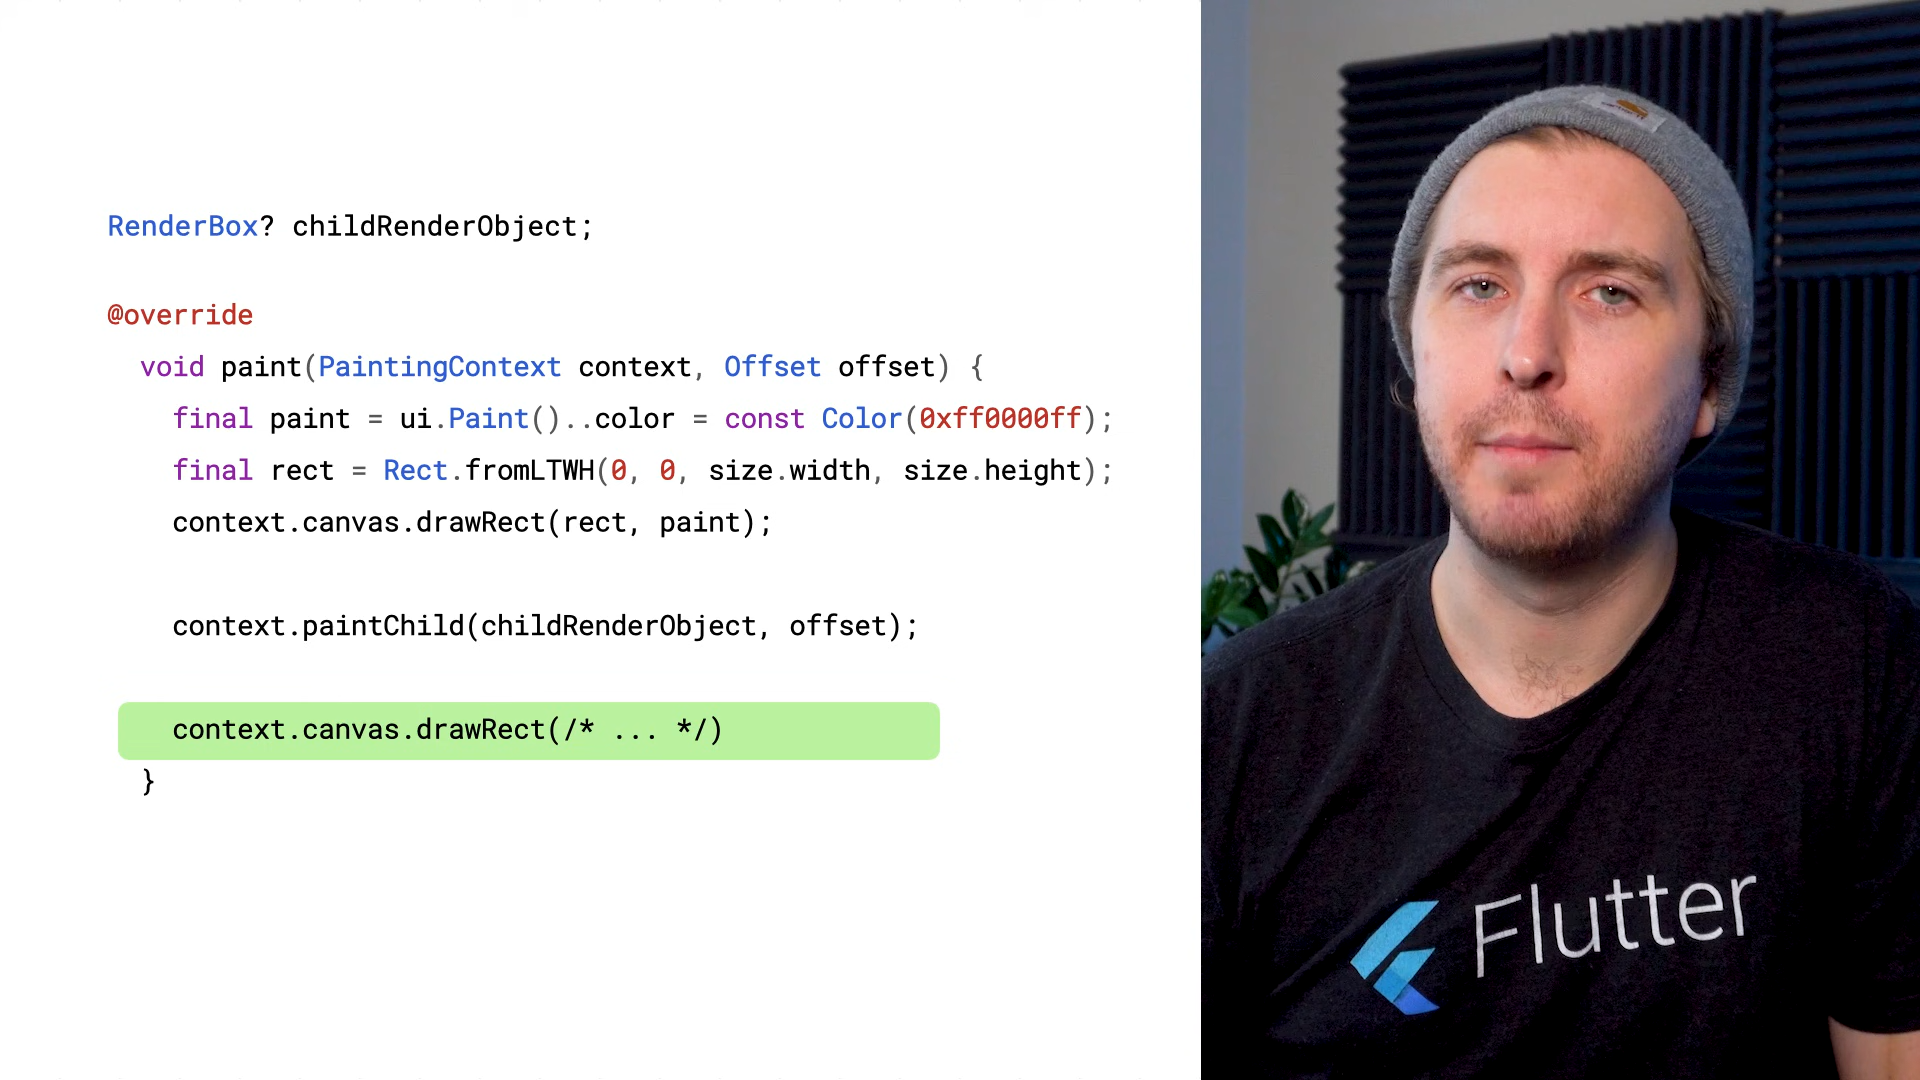 RenderBox? childRenderObject;
@override
void paint(PaintingContext context, Offset offset) {
final paint = ui.Paint()..color = const Color(0xff0000ff);
final rect = Rect.fromLTWH(0, 0, size.width, size.height);
context.canvas.drawRect(rect, paint);
context.paintChild(childRenderObject, offset);
context.canvas.drawRect(/* ... */)
}
Flutter